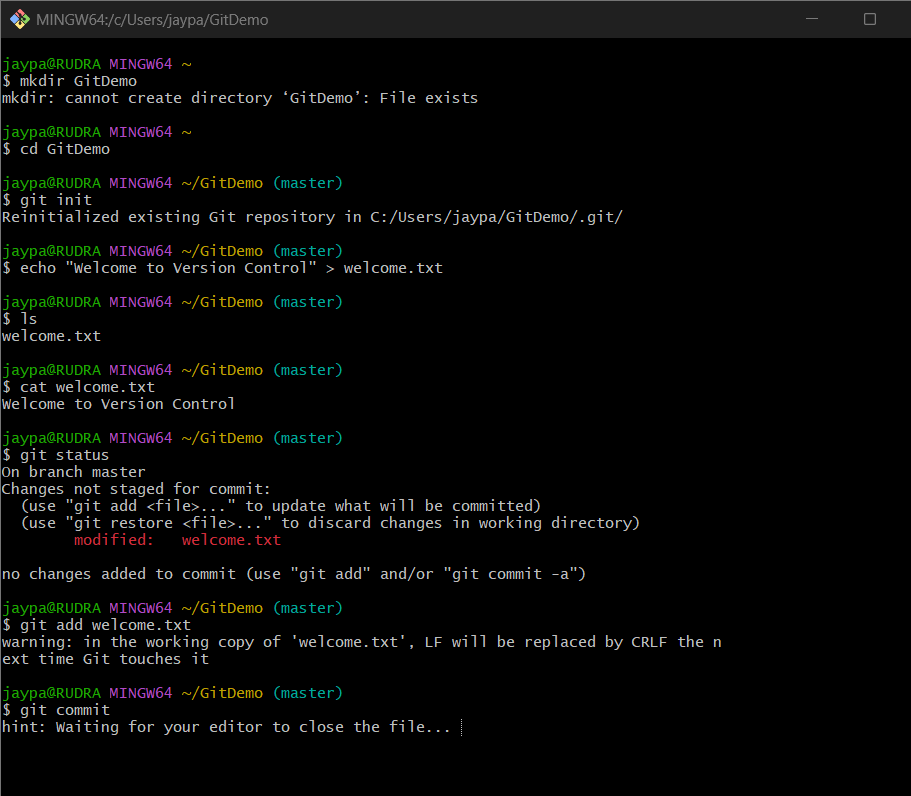 MINGW64:/c/Users/jaypa/GitDemo
jaypa@RUDRA MINGW64 ~
$ mkdir GitDemo
mkdir: cannot create directory ‘GitDemo’: File exists
jaypa@RUDRA MINGW64 ~
$ cd GitDemo
jaypa@RUDRA MINGW64 ~/GitDemo (master)
$ git init
Reinitialized existing Git repository in C:/Users/jaypa/GitDemo/.git/
jaypa@RUDRA MINGW64 ~/GitDemo (master)
$ echo "Welcome to Version Control" > welcome.txt
jaypa@RUDRA MINGW64 ~/GitDemo (master)
$ ls
welcome.txt
jaypa@RUDRA MINGW64 ~/GitDemo (master)
$ cat welcome.txt
Welcome to Version Control
jaypa@RUDRA MINGW64 ~/GitDemo (master)
$ git status
On branch master
Changes not staged for commit:
  (use "git add <file>..." to update what will be committed)
  (use "git restore <file>..." to discard changes in working directory)
        modified:   welcome.txt
no changes added to commit (use "git add" and/or "git commit -a")
jaypa@RUDRA MINGW64 ~/GitDemo (master)
$ git add welcome.txt
warning: in the working copy of 'welcome.txt', LF will be replaced by CRLF the n
ext time Git touches it
jaypa@RUDRA MINGW64 ~/GitDemo (master)
$ git commit
hint: Waiting for your editor to close the file...